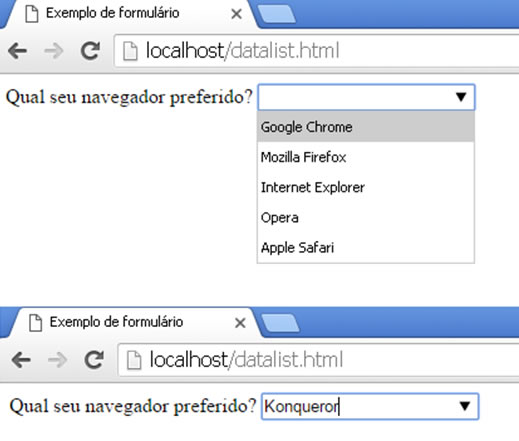 Exemplo de formulário
localhost/datalist.html
Qual seu navegador preferido?
Google Chrome
Mozilla Firefox
Internet Explorer
Opera
Apple Safari
Exemplo de formulário
localhost/datalist.html
Qual seu navegador preferido? Konqueror